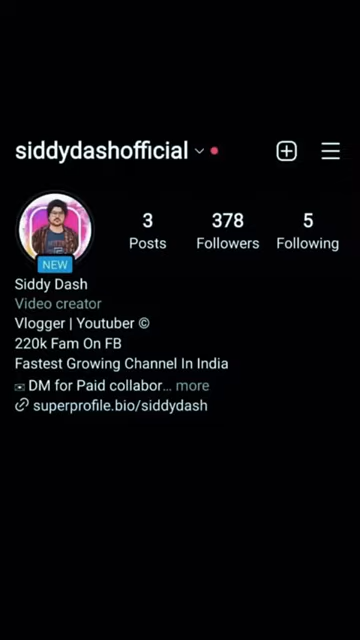 siddydashofficial
3 378 5
Posts Followers Following
NEW
Siddy Dash
Video creator
Vlogger | Youtuber ©
220k Fam On FB
Fastest Growing Channel In India
DM for Paid collabor... more
superprofile.bio/siddydash